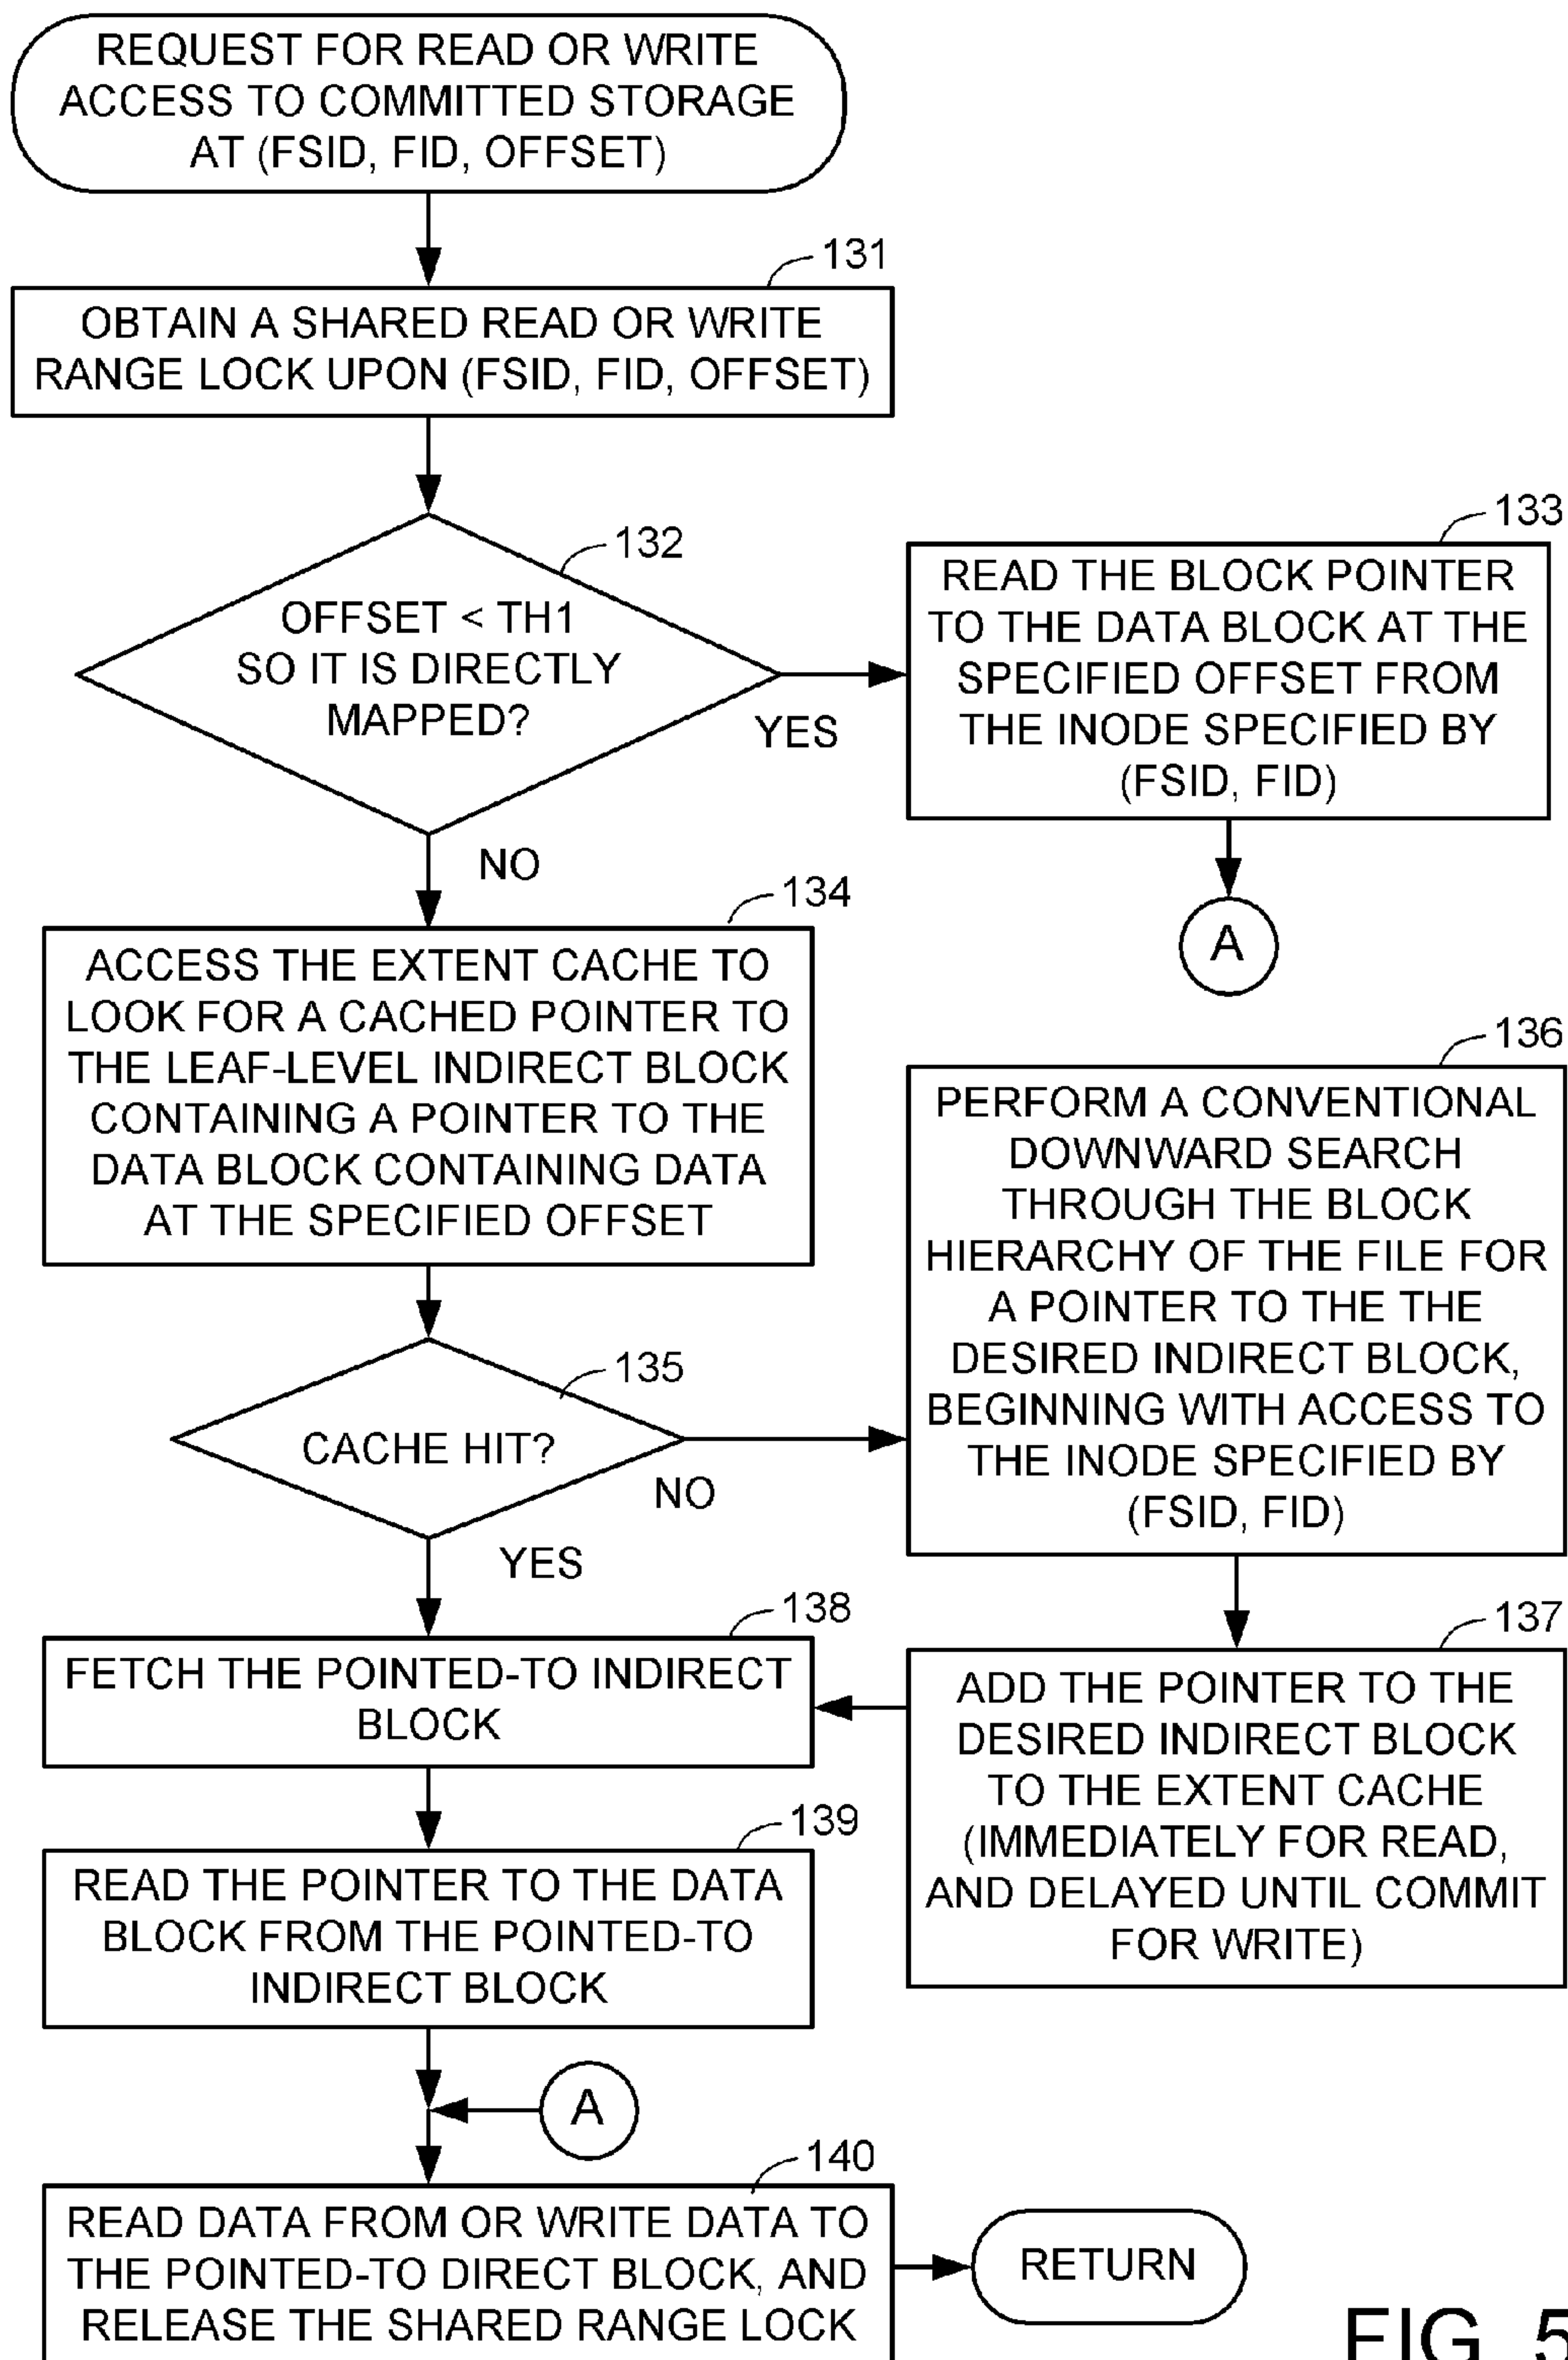 REQUEST FOR READ OR WRITE
ACCESS TO COMMITTED STORAGE
AT (FSID, FID, OFFSET)
131
OBTAIN A SHARED READ OR WRITE
RANGE LOCK UPON (FSID, FID, OFFSET)
132
OFFSET < TH1
SO IT IS DIRECTLY
MAPPED?
YES
NO
133
READ THE BLOCK POINTER
TO THE DATA BLOCK AT THE
SPECIFIED OFFSET FROM
THE INODE SPECIFIED BY
(FSID, FID)
A
134
ACCESS THE EXTENT CACHE TO
LOOK FOR A CACHED POINTER TO
THE LEAF-LEVEL INDIRECT BLOCK
CONTAINING A POINTER TO THE
DATA BLOCK CONTAINING DATA
AT THE SPECIFIED OFFSET
135
CACHE HIT?
NO
YES
136
PERFORM A CONVENTIONAL
DOWNWARD SEARCH
THROUGH THE BLOCK
HIERARCHY OF THE FILE FOR
A POINTER TO THE THE
DESIRED INDIRECT BLOCK,
BEGINNING WITH ACCESS TO
THE INODE SPECIFIED BY
(FSID, FID)
137
ADD THE POINTER TO THE
DESIRED INDIRECT BLOCK
TO THE EXTENT CACHE
(IMMEDIATELY FOR READ,
AND DELAYED UNTIL COMMIT
FOR WRITE)
138
FETCH THE POINTED-TO INDIRECT
BLOCK
139
READ THE POINTER TO THE DATA
BLOCK FROM THE POINTED-TO
INDIRECT BLOCK
A
140
READ DATA FROM OR WRITE DATA TO
THE POINTED-TO DIRECT BLOCK, AND
RELEASE THE SHARED RANGE LOCK
RETURN
FIG. 5